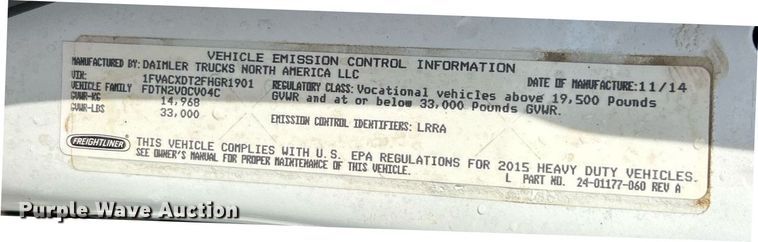 VEHICLE EMISSION CONTROL INFORMATION
MANUFACTURED BY: DAIMLER TRUCKS NORTH AMERICA LLC DATE OF MANUFACTURE: 11/14
VIN: 1FVACXDT2FHGR1901 REGULATORY CLASS: Vocational vehicles above 19,500 Pounds
VEHICLE FAMILY FDTN2VOCV04C GVWR and at or below 33,000 Pounds GVWR.
GVWR-KG 14,968
GVWR-LBS 33,000 EMISSION CONTROL IDENTIFIERS: LRRA
FREIGHTLINER THIS VEHICLE COMPLIES WITH U.S. EPA REGULATIONS FOR 2015 HEAVY DUTY VEHICLES.
SEE OWNER'S MANUAL FOR PROPER MAINTENANCE OF THIS VEHICLE. L PART NO. 24-01177-060 REV A
Purple Wave Auction